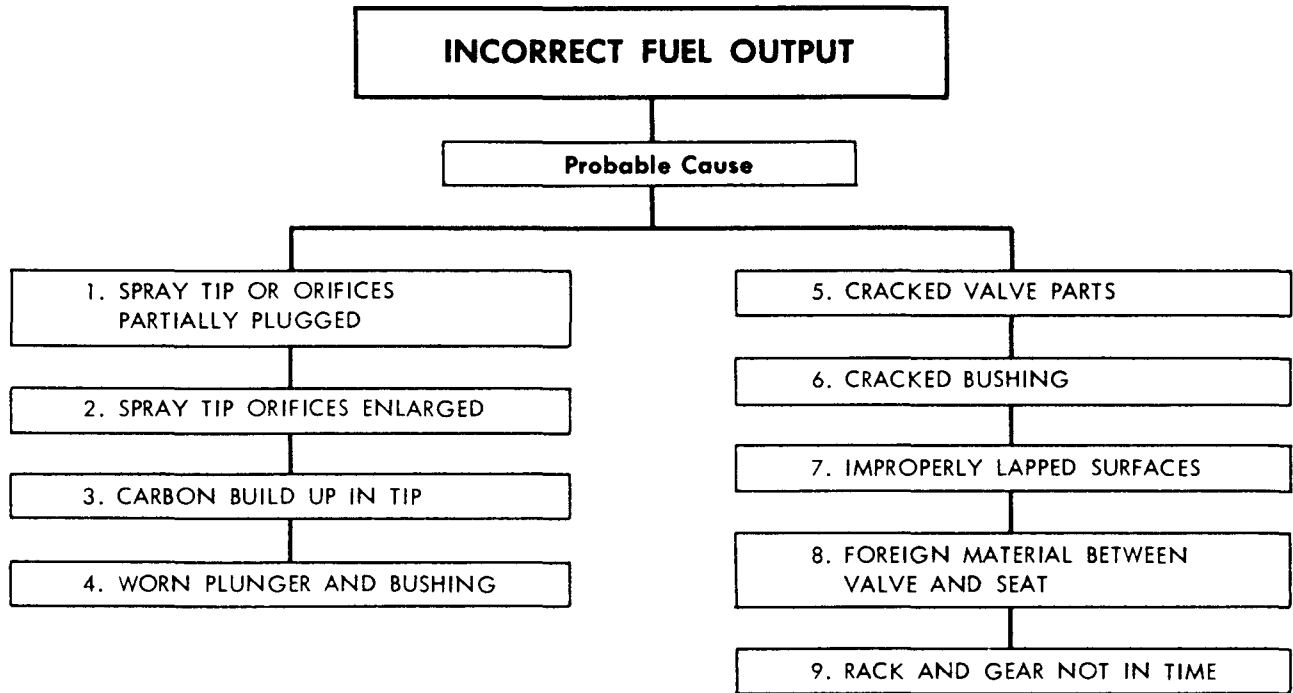 INCORRECT FUEL OUTPUT
Probable Cause
1. SPRAY TIP OR ORIFICES
PARTIALLY PLUGGED
2. SPRAY TIP ORIFICES ENLARGED
3. CARBON BUILD UP IN TIP
4. WORN PLUNGER AND BUSHING
5. CRACKED VALVE PARTS
6. CRACKED BUSHING
7. IMPROPERLY LAPPED SURFACES
8. FOREIGN MATERIAL BETWEEN
VALVE AND SEAT
9. RACK AND GEAR NOT IN TIME